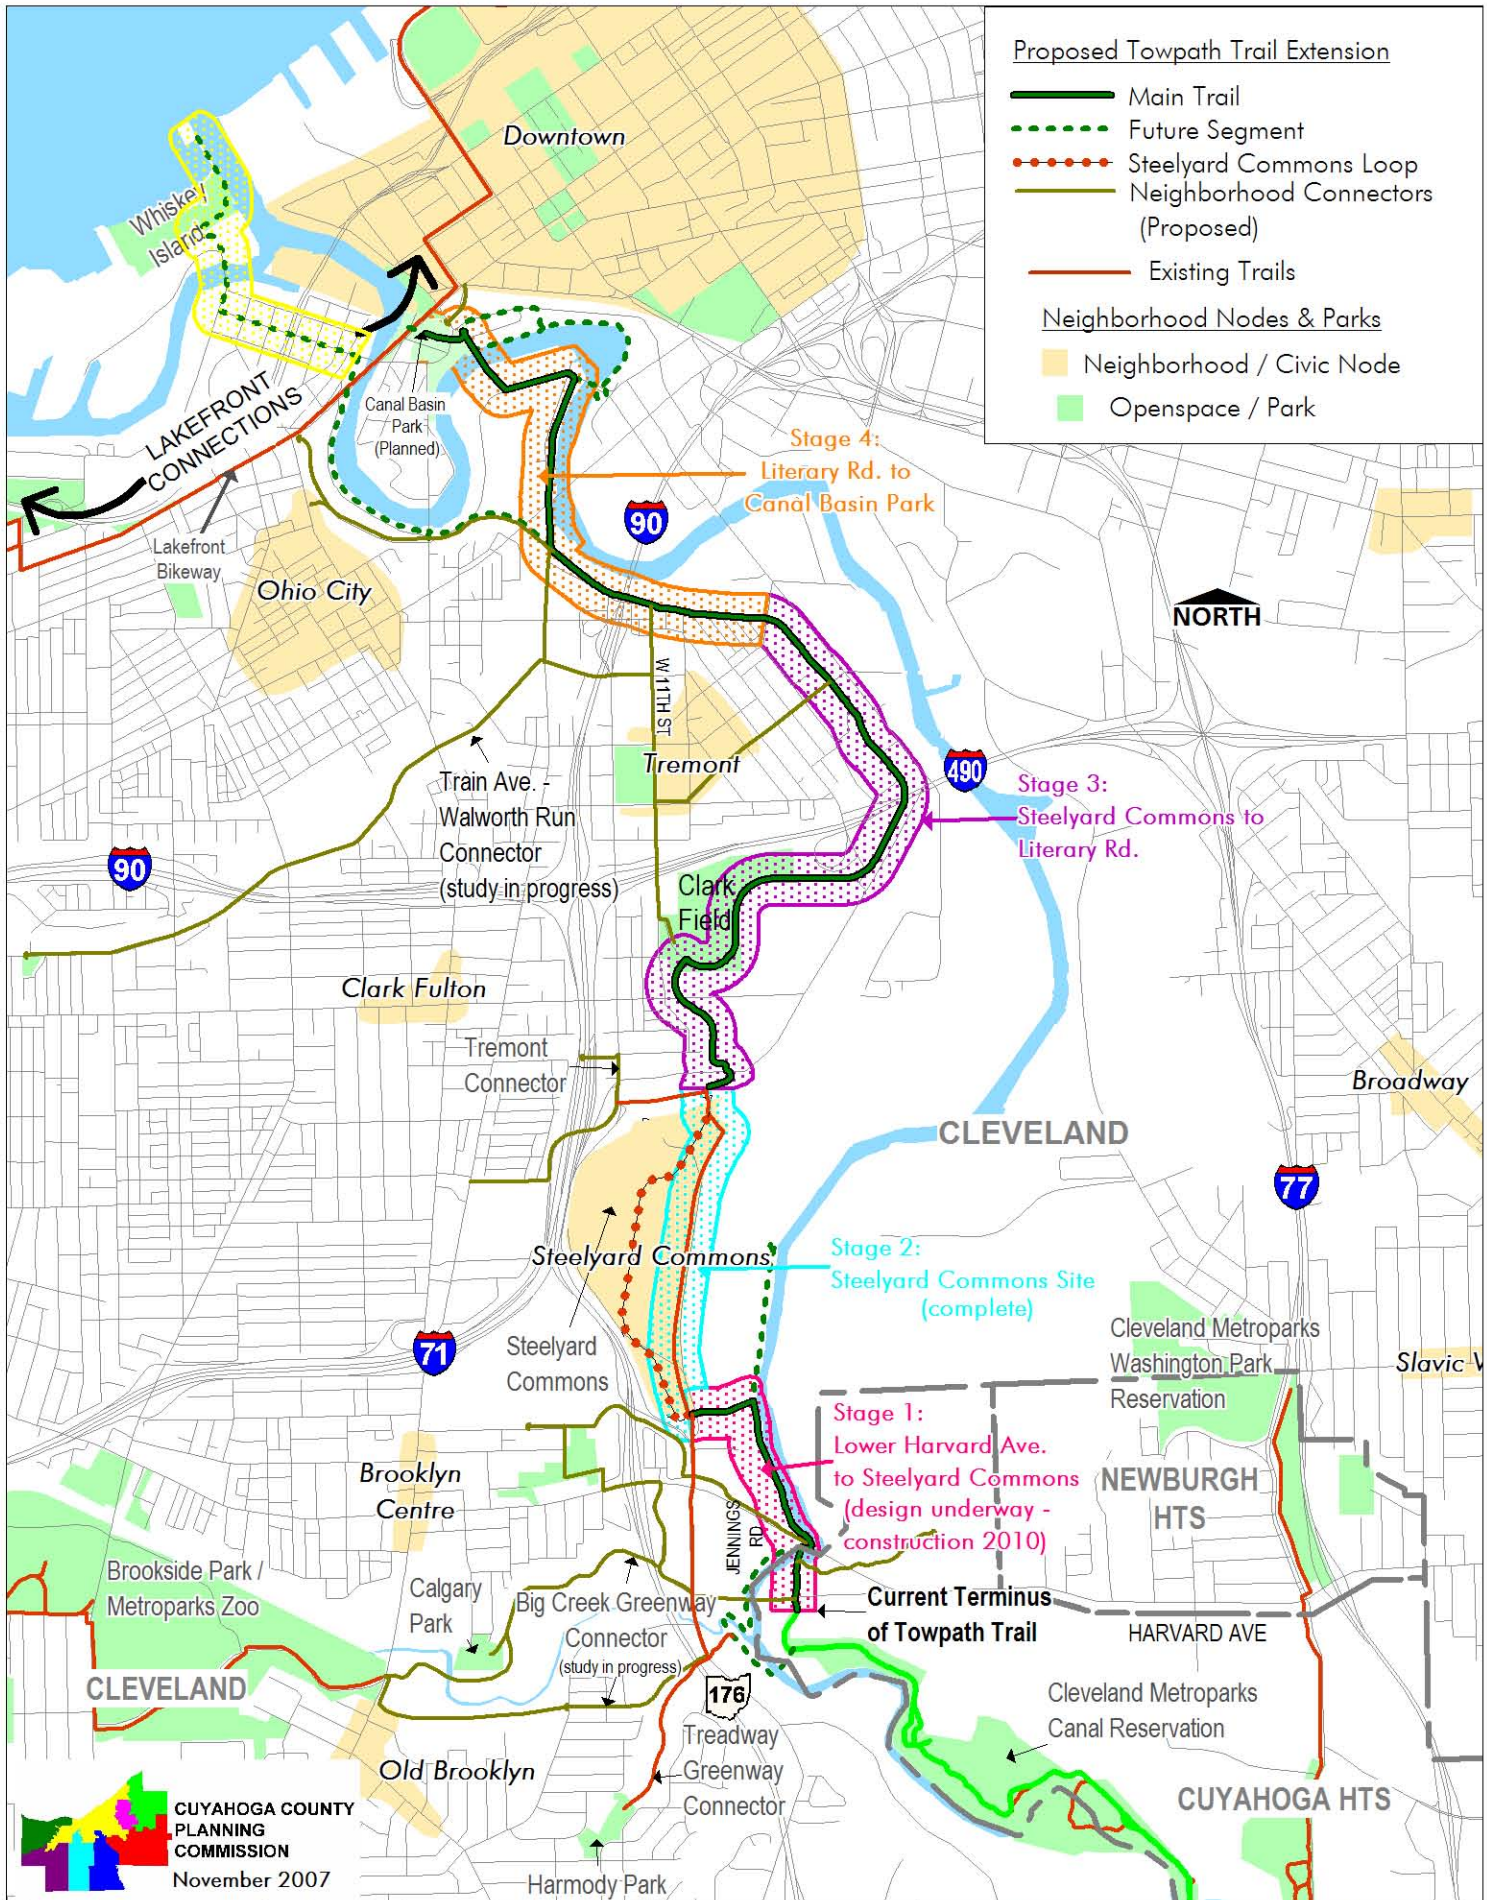 Proposed Towpath Trail Extension
Main Trail
Future Segment
Steelyard Commons Loop
Neighborhood Connectors
(Proposed)
Existing Trails
Neighborhood Nodes & Parks
Neighborhood / Civic Node
Openspace / Park
Downtown
Whiskey
Island
LAKEFRONT
CONNECTIONS
Canal Basin
Park
(Planned)
Stage 4:
Literary Rd. to
Canal Basin Park
90
Lakefront
Bikeway
Ohio City
NORTH
W 11TH ST
Tremont
490
Train Ave. -
Walworth Run
Connector
(study in progress)
Stage 3:
Steelyard Commons to
Literary Rd.
90
Clark
Field
Clark Fulton
Tremont
Connector
Broadway
CLEVELAND
77
Steelyard Commons
Stage 2:
Steelyard Commons Site
(complete)
71
Steelyard
Commons
Cleveland Metroparks
Washington Park
Reservation
Slavic V
Stage 1:
Lower Harvard Ave.
to Steelyard Commons
(design underway -
construction 2010)
Brooklyn
Centre
NEWBURGH
HTS
JENNINGS
RD
Brookside Park /
Metroparks Zoo
Calgary
Park
Big Creek Greenway
Connector
(study in progress)
Current Terminus
of Towpath Trail
HARVARD AVE
CLEVELAND
176
Cleveland Metroparks
Canal Reservation
Treadway
Greenway
Connector
Old Brooklyn
CUYAHOGA HTS
CUYAHOGA COUNTY
PLANNING
COMMISSION
November 2007
Harmody Park